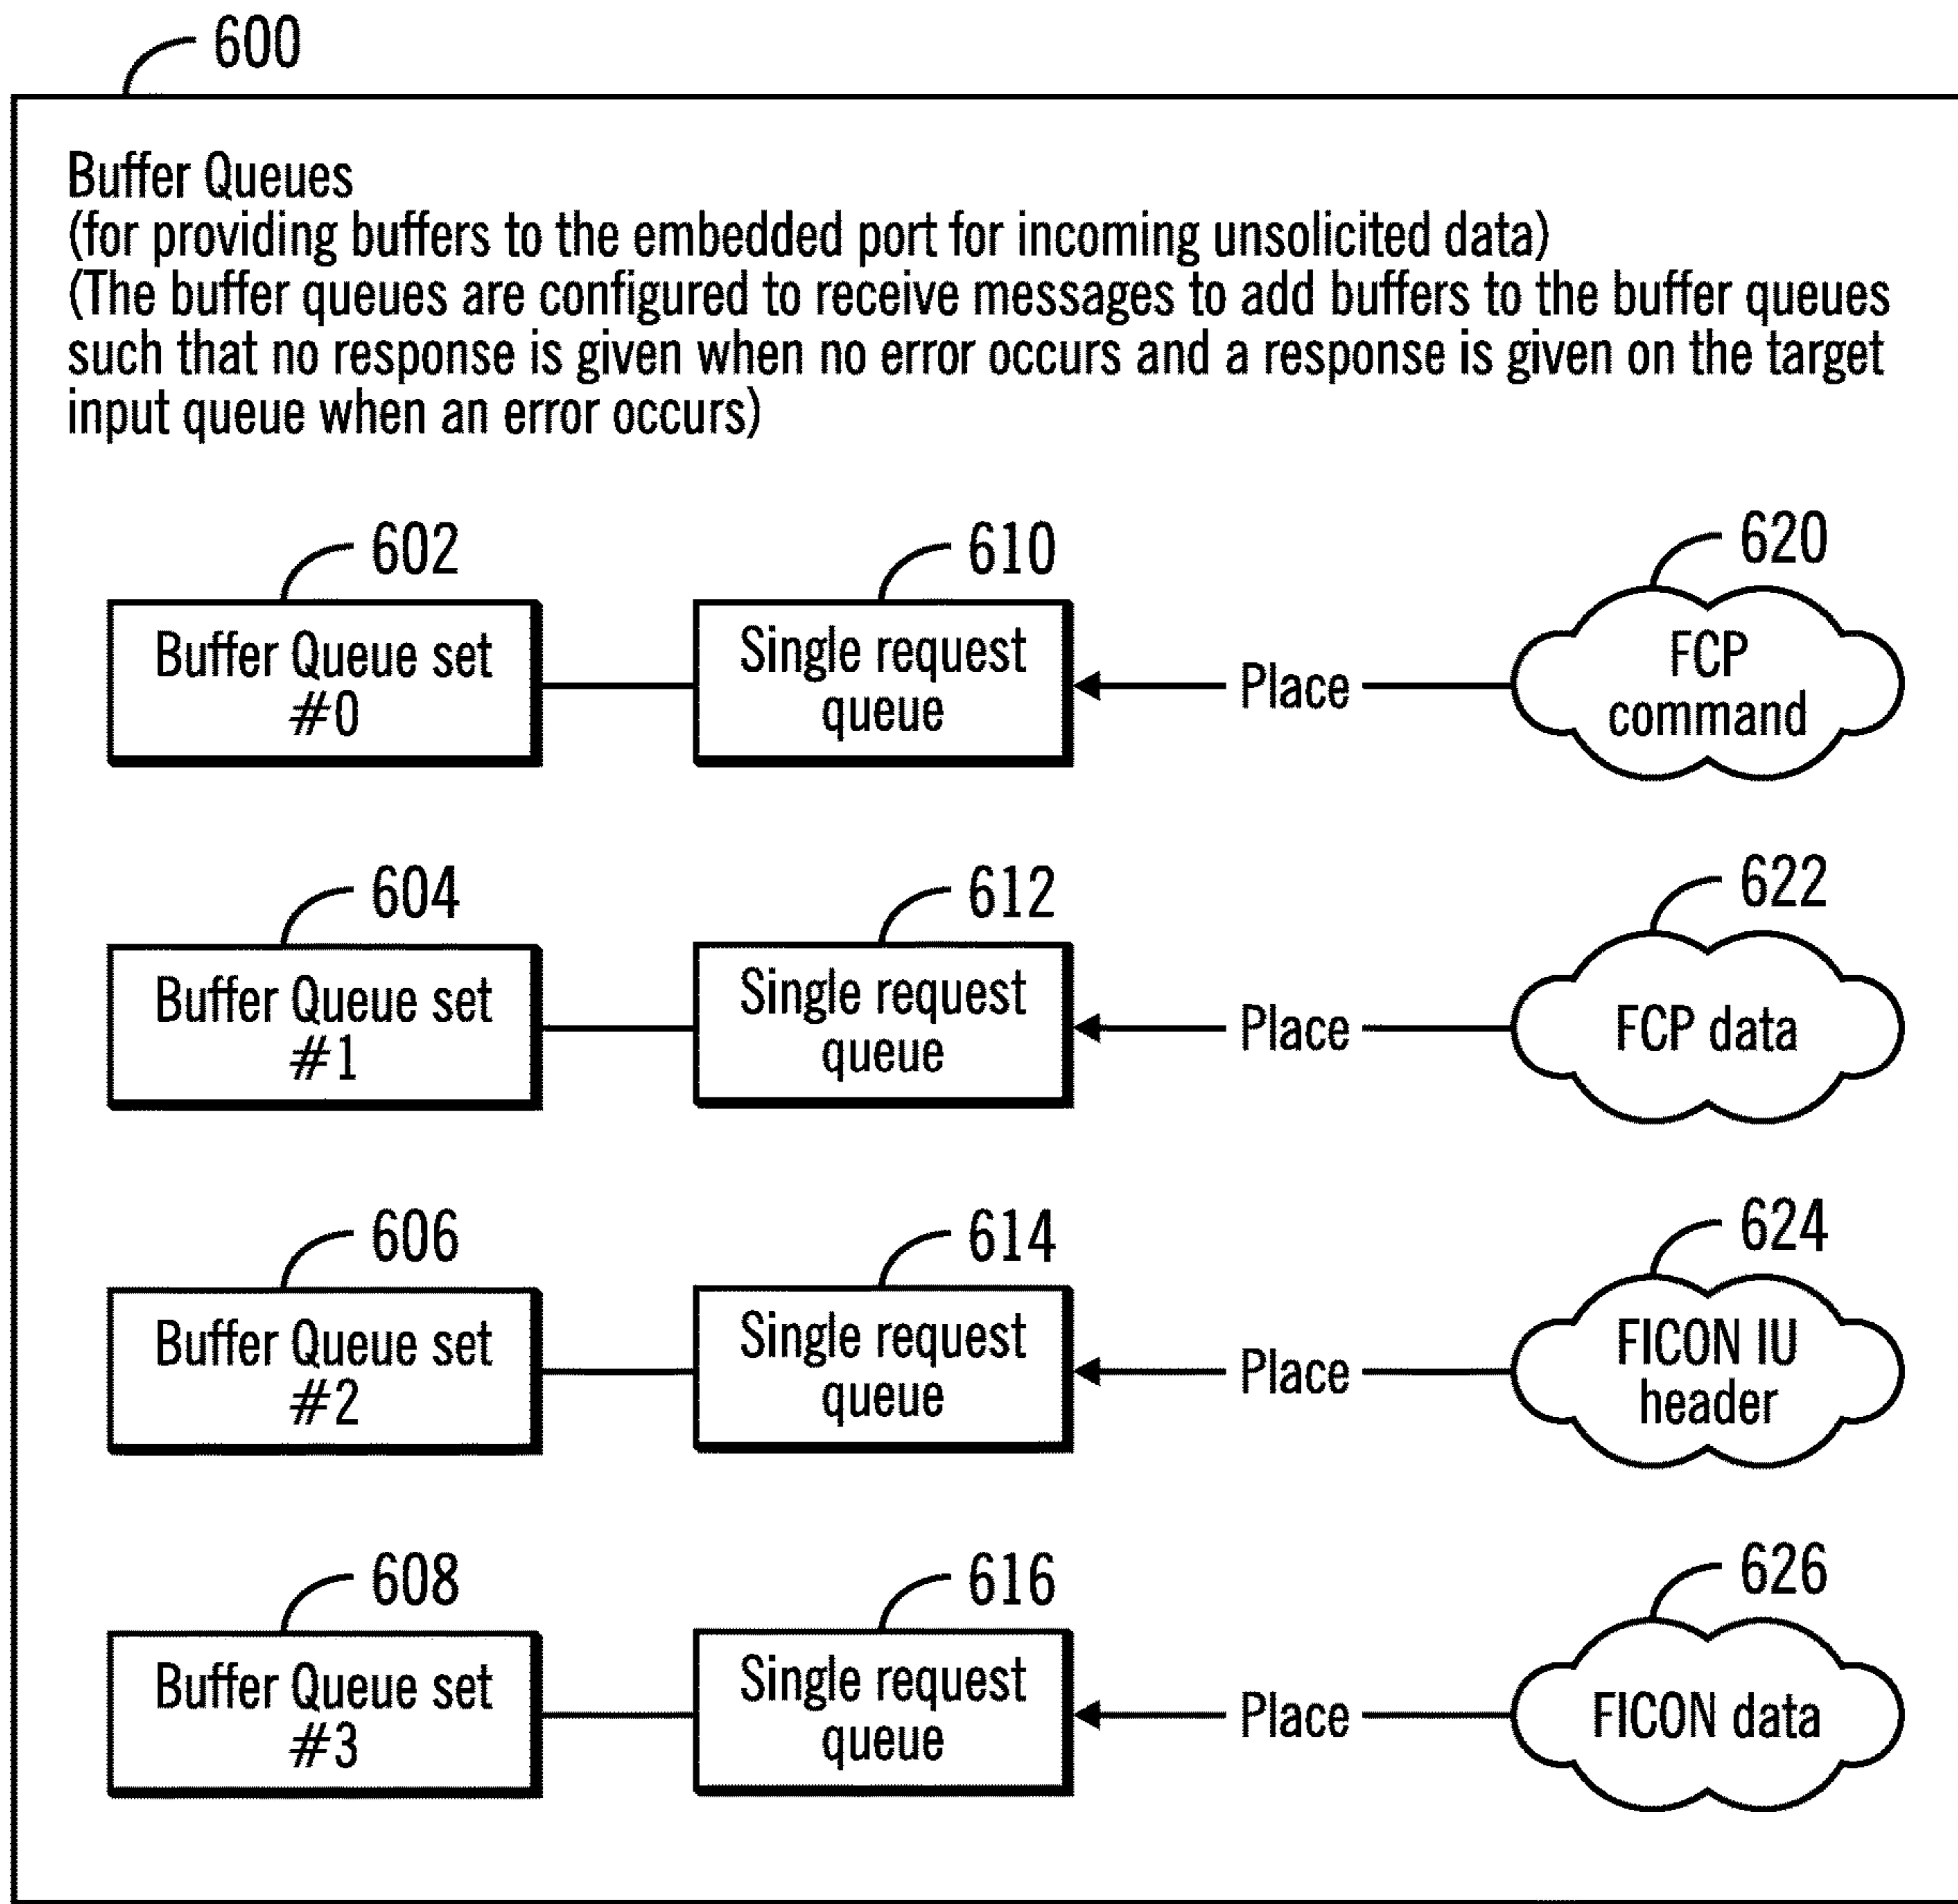 600
Buffer Queues
(for providing buffers to the embedded port for incoming unsolicited data)
(The buffer queues are configured to receive messages to add buffers to the buffer queues
such that no response is given when no error occurs and a response is given on the target
input queue when an error occurs)
602
610
620
Buffer Queue set
#0
Single request
queue
Place
FCP
command
604
612
622
Buffer Queue set
#1
Single request
queue
Place
FCP data
606
614
624
Buffer Queue set
#2
Single request
queue
Place
FICON IU
header
608
616
626
Buffer Queue set
#3
Single request
queue
Place
FICON data